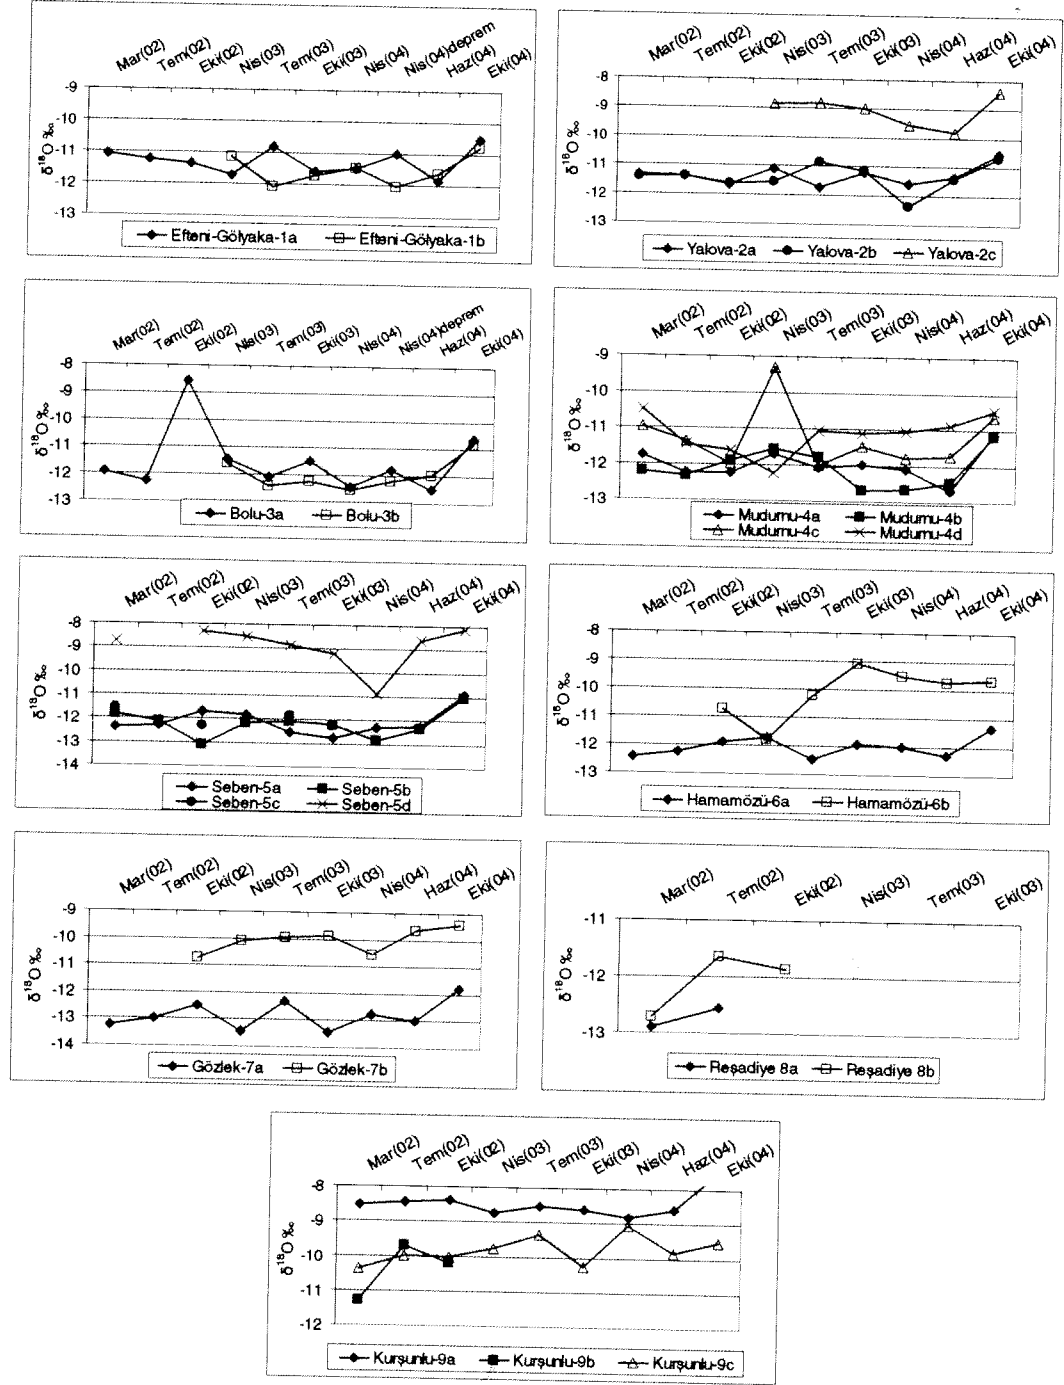 Mar(02) Tem(02) Eki(02) Nis(03) Tem(03) Eki(03) Nis(04) Nis(04)deprem Haz(04) Eki(04)
-9
-10
-11
-12
-13
δ¹⁸O ‰
Efteni-Gölyaka-1a Efteni-Gölyaka-1b
Mar(02) Tem(02) Eki(02) Nis(03) Tem(03) Eki(03) Nis(04) Haz(04) Eki(04)
-8
-9
-10
-11
-12
-13
δ¹⁸O ‰
Yalova-2a Yalova-2b Yalova-2c
Mar(02) Tem(02) Eki(02) Nis(03) Tem(03) Eki(03) Nis(04) Nis(04)deprem Haz(04) Eki(04)
-8
-9
-10
-11
-12
-13
δ¹⁸O ‰
Bolu-3a Bolu-3b
Mar(02) Tem(02) Eki(02) Nis(03) Tem(03) Eki(03) Nis(04) Haz(04) Eki(04)
-9
-10
-11
-12
-13
δ¹⁸O ‰
Mudurnu-4a Mudurnu-4b
Mudurnu-4c Mudurnu-4d
Mar(02) Tem(02) Eki(02) Nis(03) Tem(03) Eki(03) Nis(04) Haz(04) Eki(04)
-8
-9
-10
-11
-12
-13
-14
δ¹⁸O ‰
Seben-5a Seben-5b
Seben-5c Seben-5d
Mar(02) Tem(02) Eki(02) Nis(03) Tem(03) Eki(03) Nis(04) Haz(04) Eki(04)
-8
-9
-10
-11
-12
-13
δ¹⁸O ‰
Hamamözü-6a Hamamözü-6b
Mar(02) Tem(02) Eki(02) Nis(03) Tem(03) Eki(03) Nis(04) Haz(04) Eki(04)
-9
-10
-11
-12
-13
-14
δ¹⁸O ‰
Gözlek-7a Gözlek-7b
Mar(02) Tem(02) Eki(02) Nis(03) Tem(03) Eki(03)
-11
-12
-13
δ¹⁸O ‰
Reşadiye 8a Reşadiye 8b
Mar(02) Tem(02) Eki(02) Nis(03) Tem(03) Eki(03) Nis(04) Haz(04) Eki(04)
-8
-9
-10
-11
-12
δ¹⁸O ‰
Kurşunlu-9a Kurşunlu-9b Kurşunlu-9c